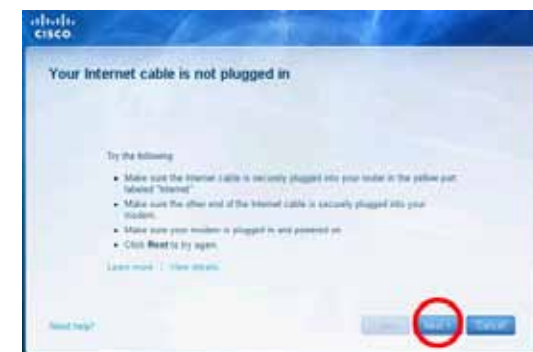 CISCO
Your Internet cable is not plugged in
Try the following:
Make sure the Internet cable is securely plugged into your router in the yellow port
labeled "Internet"
Make sure the other end of the Internet cable is securely plugged into your
modem.
Make sure your modem is plugged in and powered on
Click Next to try again.
Learn more | View details
Need help?
Next
Cancel